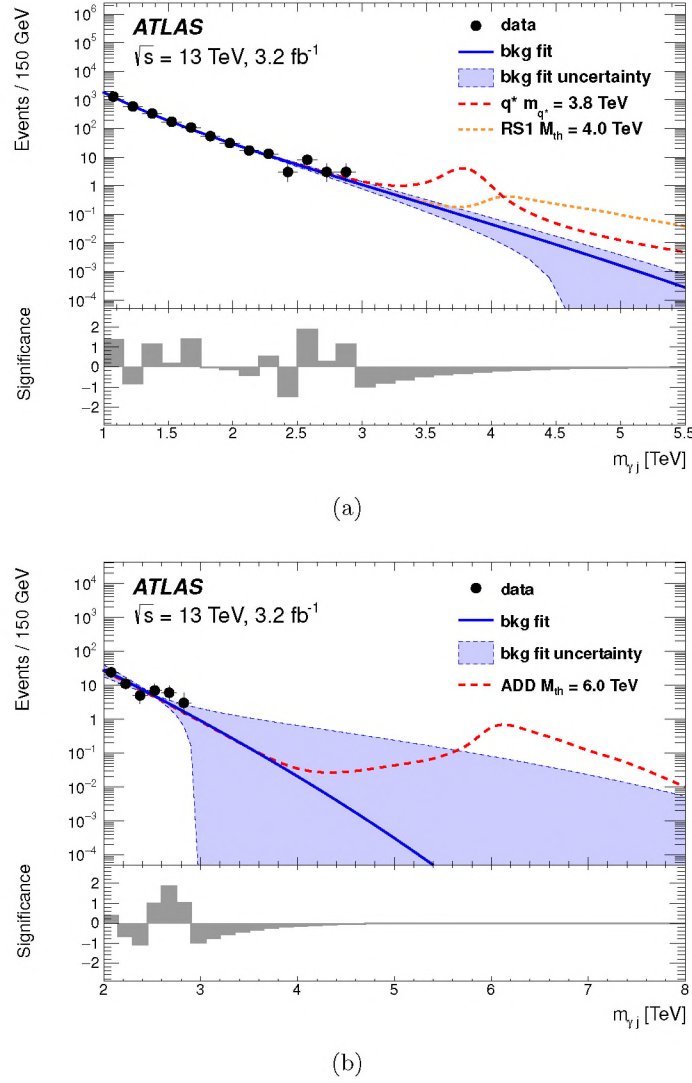 Events / 150 GeV
10⁶
10⁵
10⁴
10³
10²
10
1
10⁻¹
10⁻²
10⁻³
10⁻⁴
ATLAS
√s = 13 TeV, 3.2 fb⁻¹
data
bkg fit
bkg fit uncertainty
q* m_q* = 3.8 TeV
RS1 M_th = 4.0 TeV
Significance
2
1
0
−1
−2
1 1.5 2 2.5 3 3.5 4 4.5 5 5.5
m_γj [TeV]
(a)
Events / 150 GeV
10⁴
10³
10²
10
1
10⁻¹
10⁻²
10⁻³
10⁻⁴
ATLAS
√s = 13 TeV, 3.2 fb⁻¹
data
bkg fit
bkg fit uncertainty
ADD M_th = 6.0 TeV
Significance
2
1
0
−1
−2
2 3 4 5 6 7 8
m_γj [TeV]
(b)